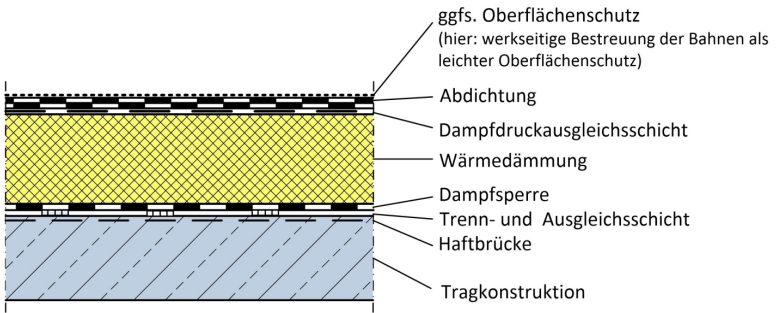 ggfs. Oberflächenschutz
(hier: werkseitige Bestreuung der Bahnen als
leichter Oberflächenschutz)
Abdichtung
Dampfdruckausgleichsschicht
Wärmedämmung
Dampfsperre
Trenn- und Ausgleichsschicht
Haftbrücke
Tragkonstruktion